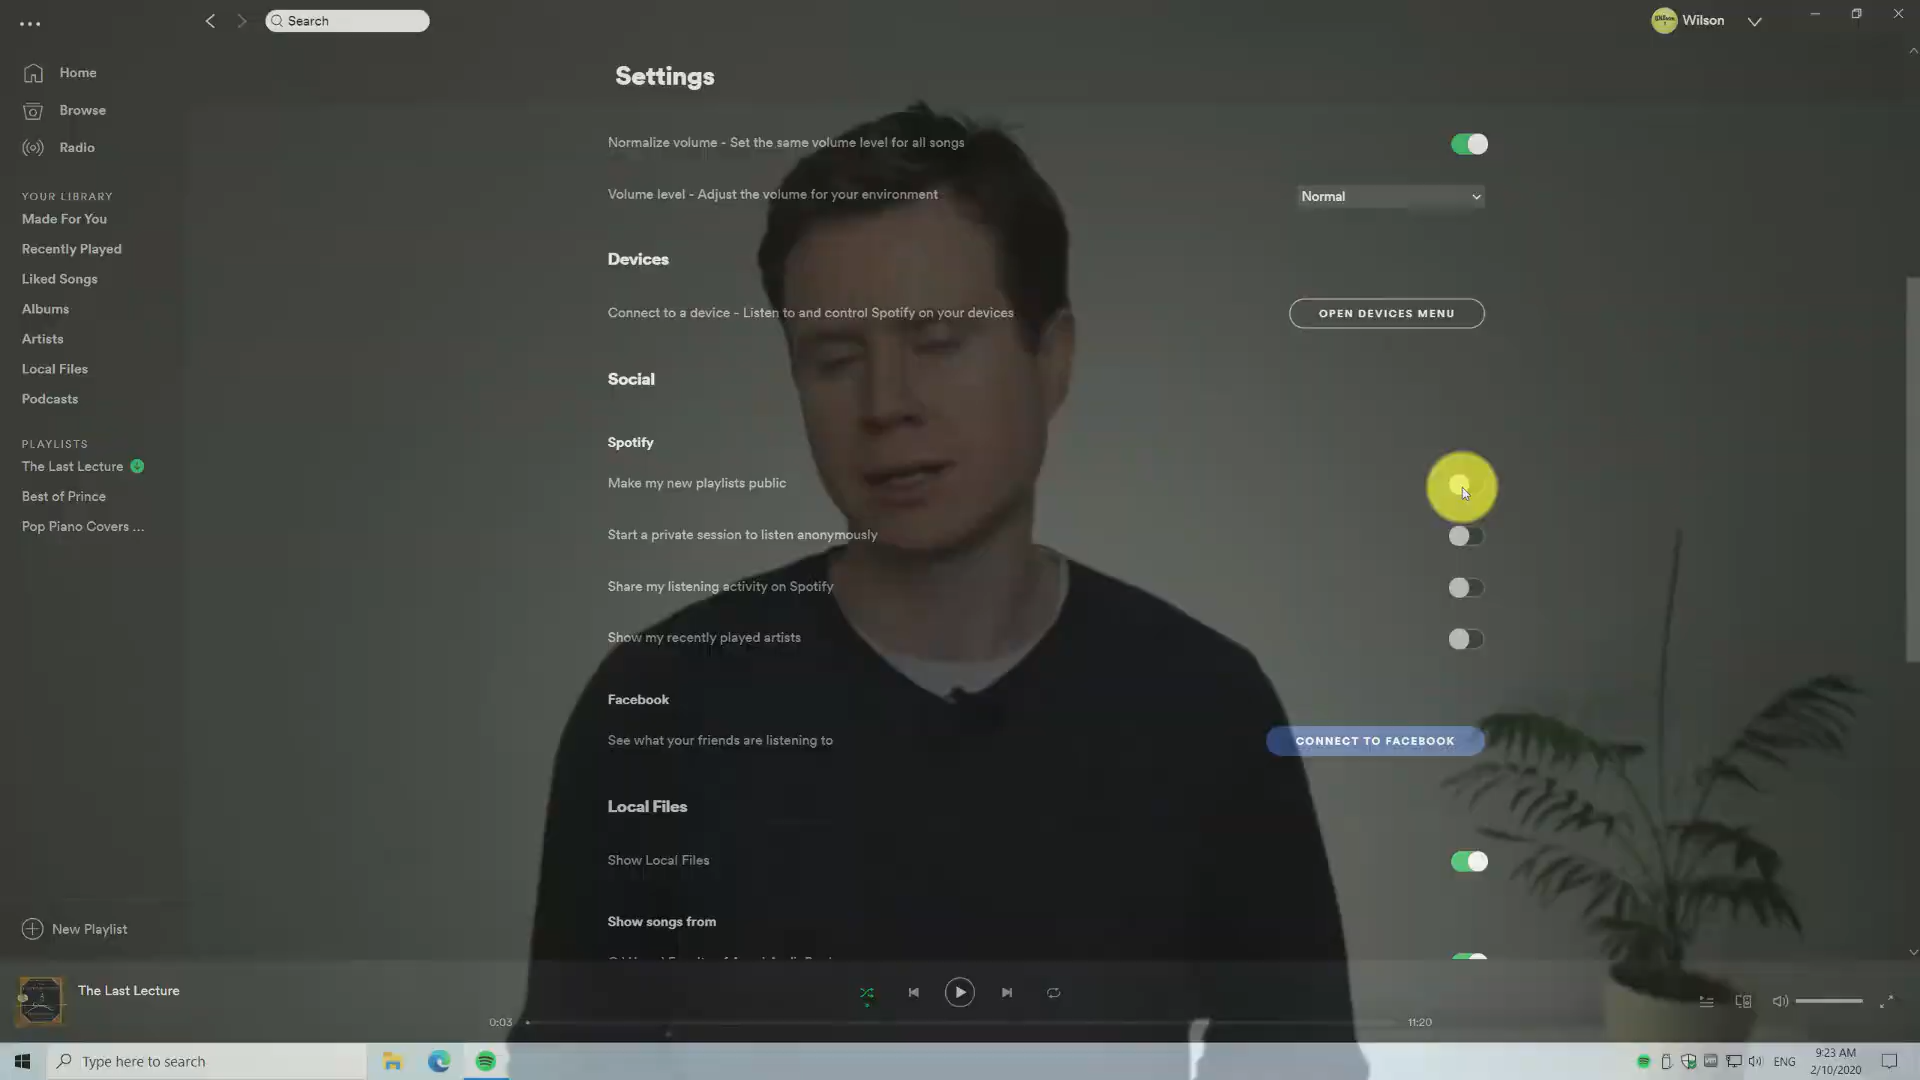 Search
Wilson
Home
Browse
Radio
YOUR LIBRARY
Made For You
Recently Played
Liked Songs
Albums
Artists
Local Files
Podcasts
PLAYLISTS
The Last Lecture
Best of Prince
Pop Piano Covers ...
New Playlist
Settings
Normalize volume - Set the same volume level for all songs
Volume level - Adjust the volume for your environment
Normal
Devices
Connect to a device - Listen to and control Spotify on your devices
OPEN DEVICES MENU
Social
Spotify
Make my new playlists public
Start a private session to listen anonymously
Share my listening activity on Spotify
Show my recently played artists
Facebook
See what your friends are listening to
CONNECT TO FACEBOOK
Local Files
Show Local Files
Show songs from
The Last Lecture
0:03
11:20
Type here to search
ENG
9:23 AM
2/10/2020